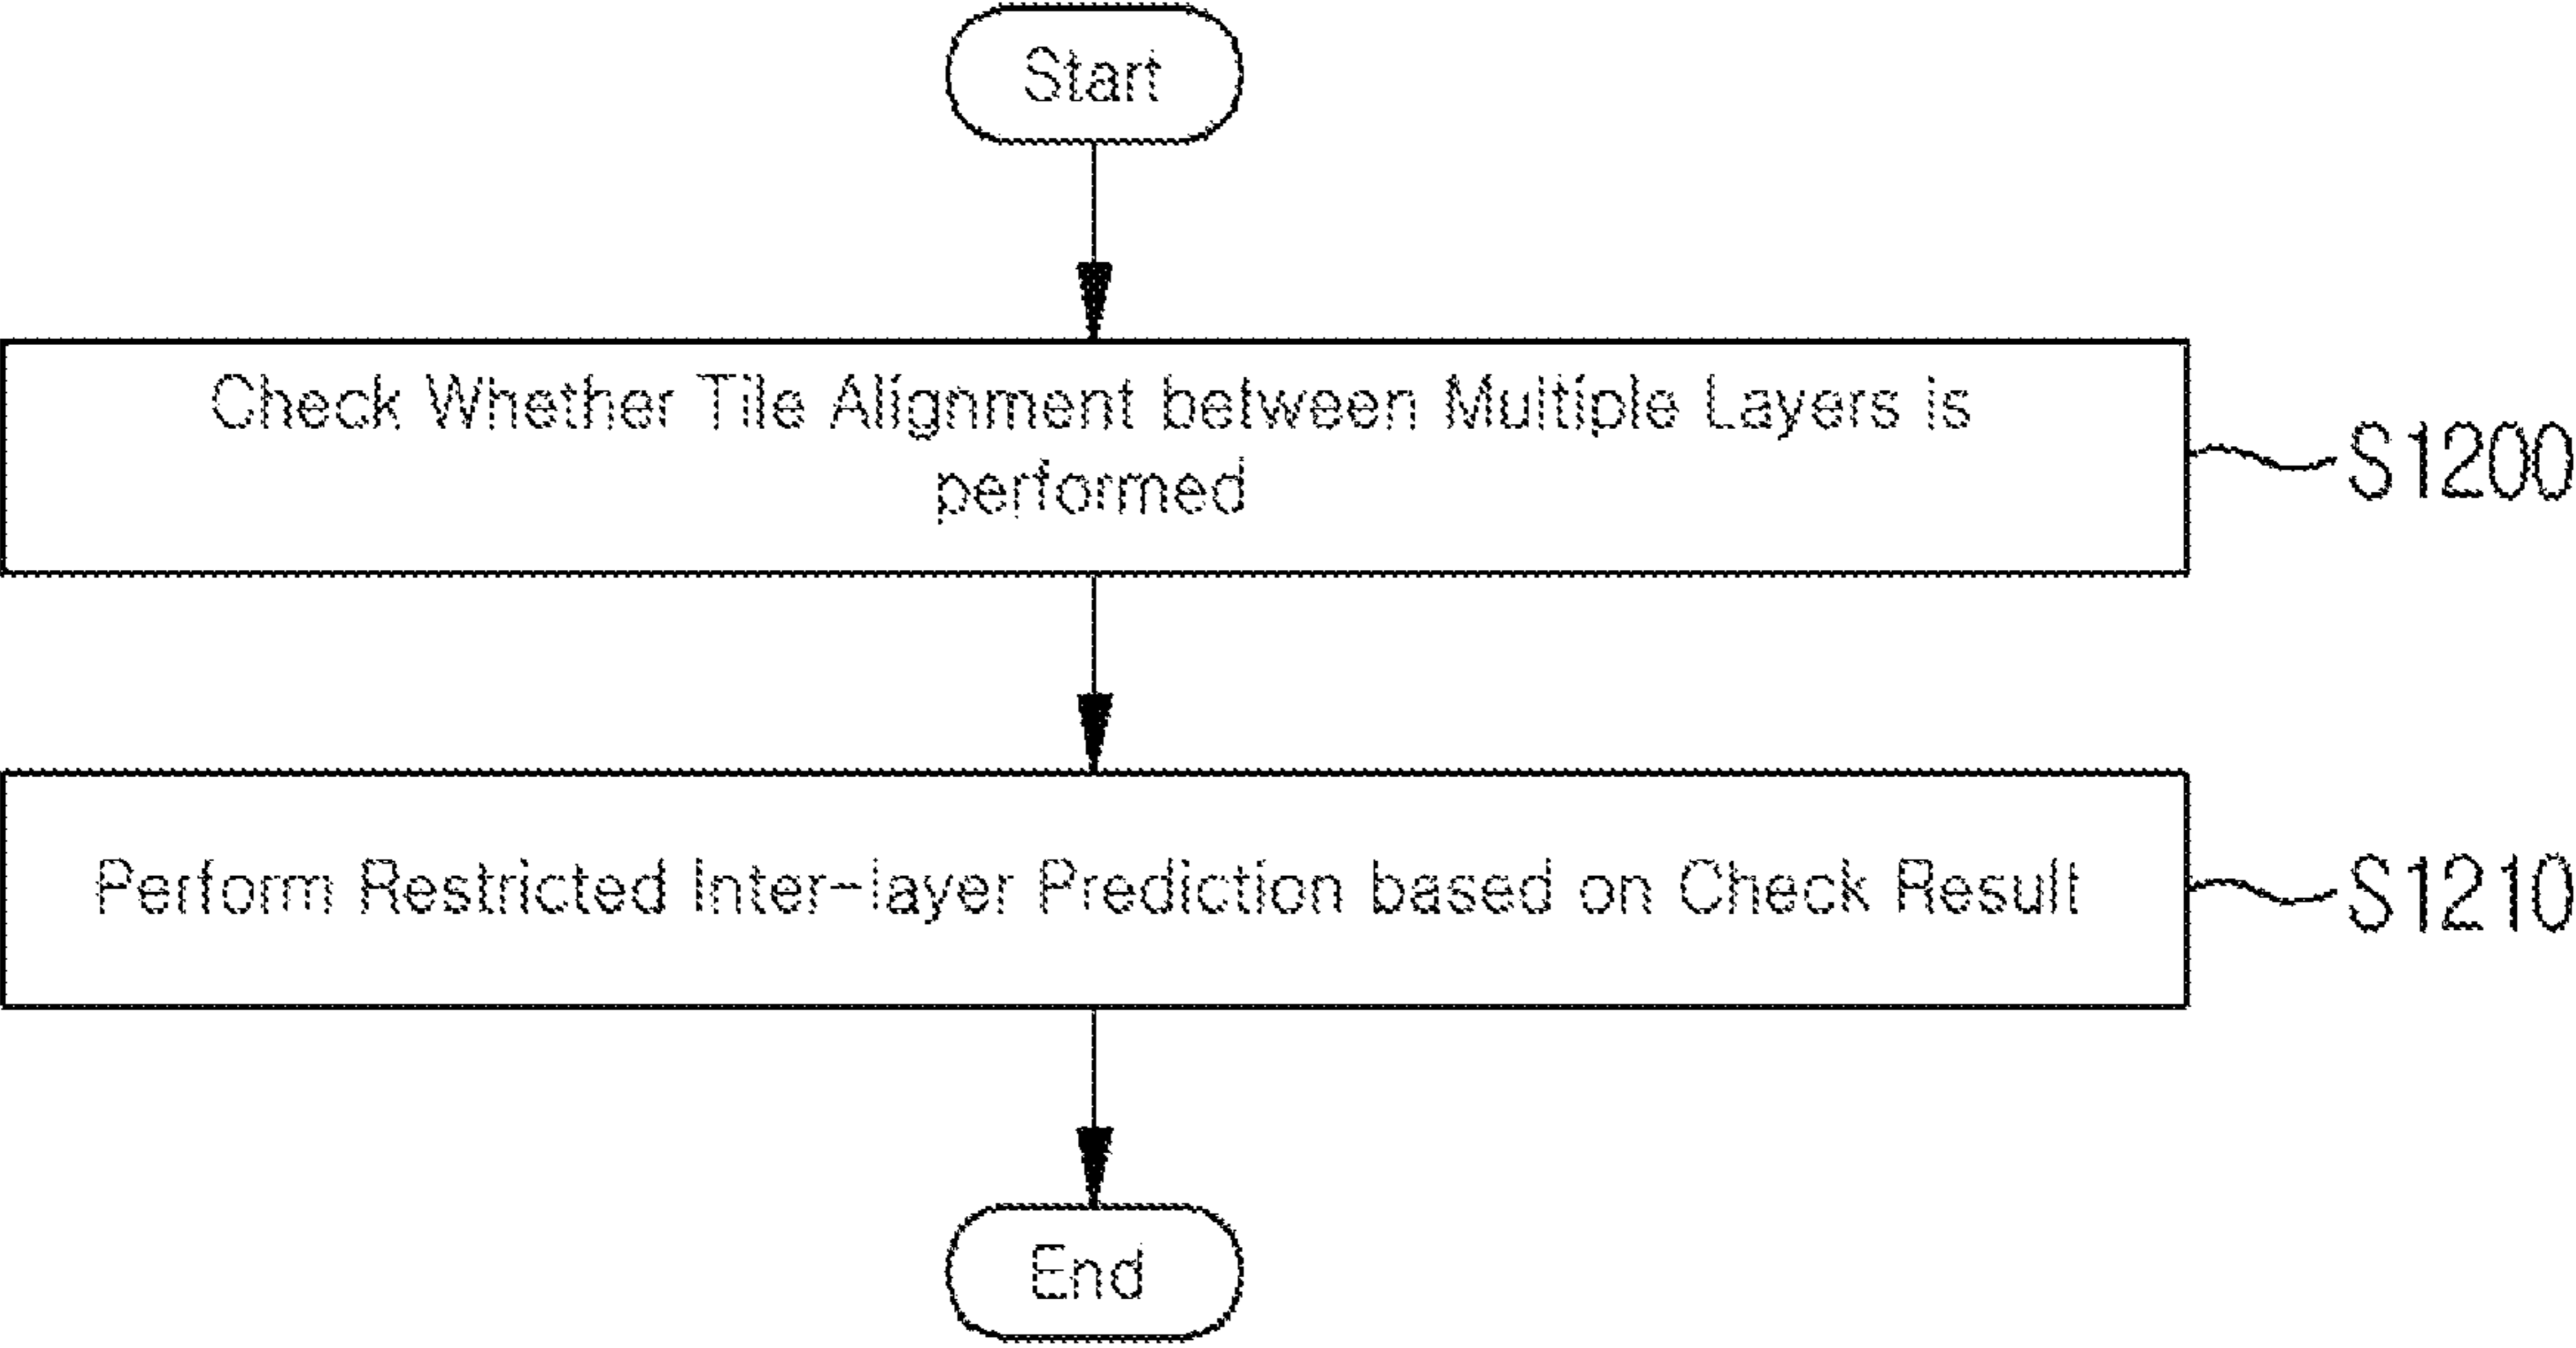 Start
Check Whether Tile Alignment between Multiple Layers is
performed
S1200
Perform Restricted Inter-layer Prediction based on Check Result
S1210
End